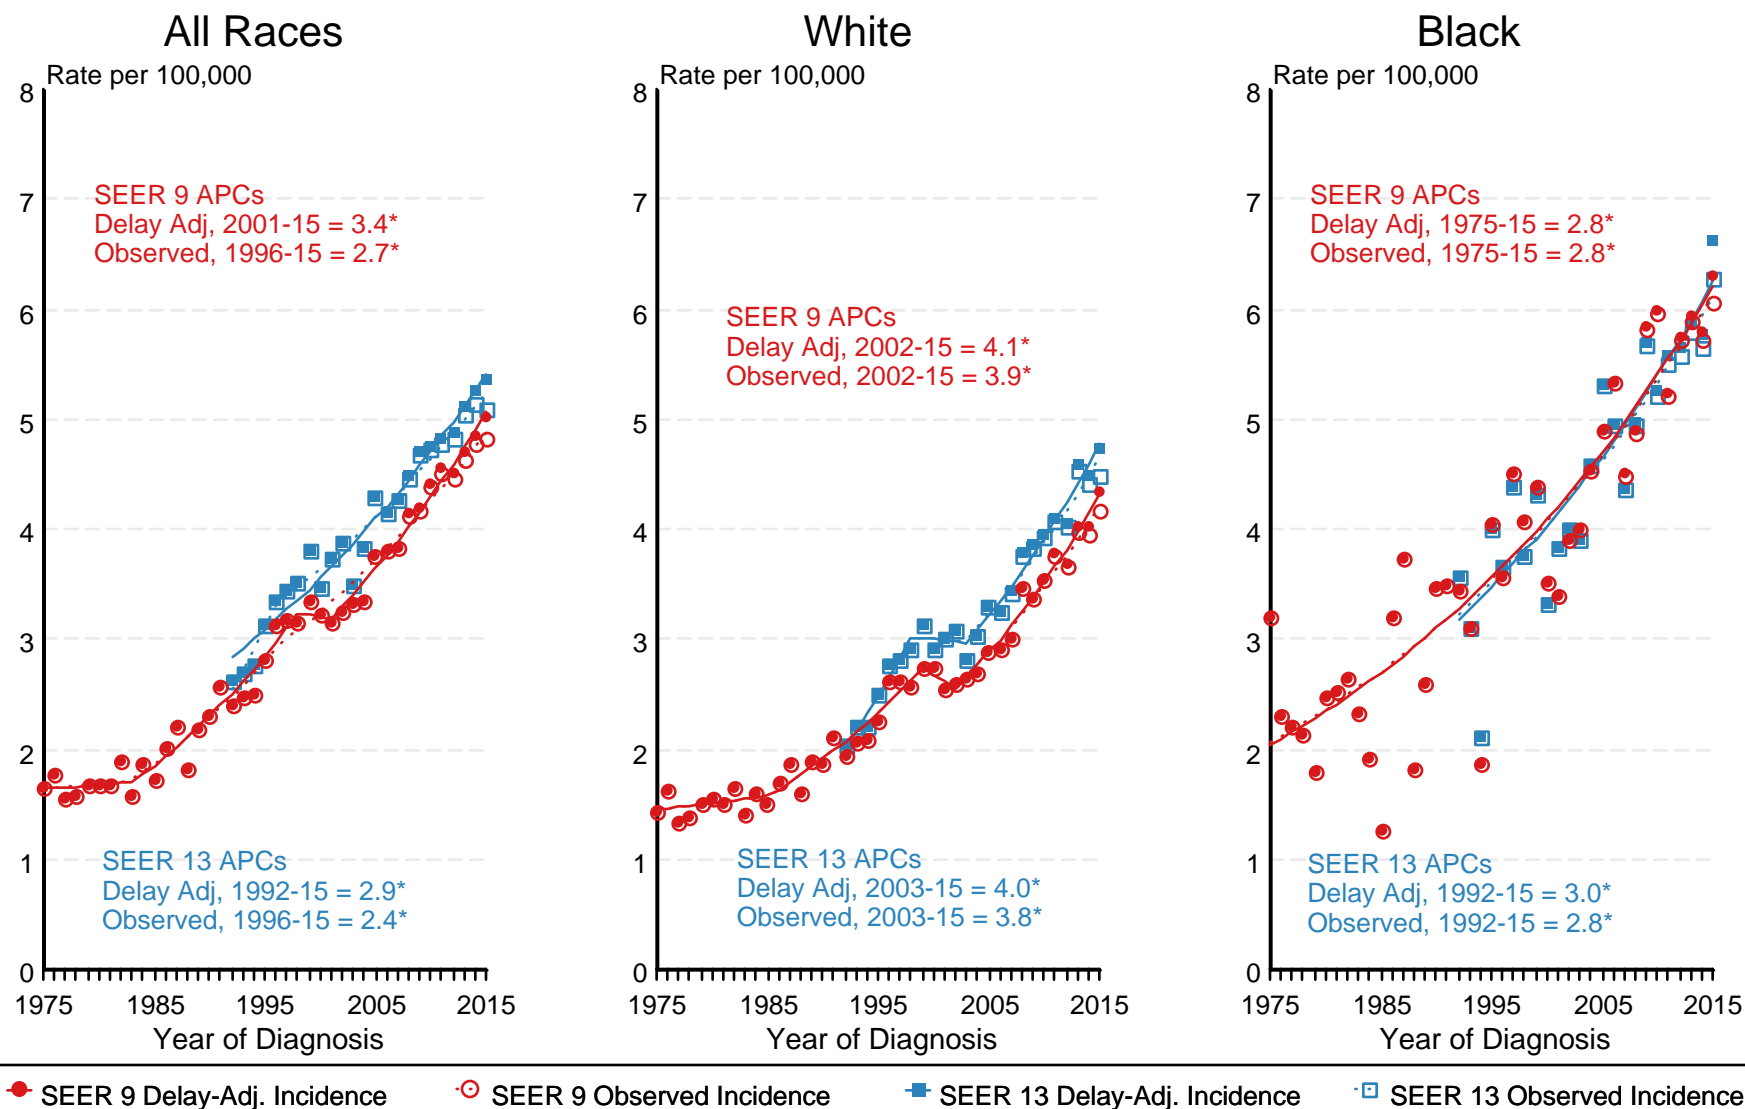 All Races
Rate per 100,000
8
7
6
5
4
3
2
1
0
SEER 9 APCs
Delay Adj, 2001-15 = 3.4*
Observed, 1996-15 = 2.7*
SEER 13 APCs
Delay Adj, 1992-15 = 2.9*
Observed, 1996-15 = 2.4*
1975 1985 1995 2005 2015
Year of Diagnosis
White
Rate per 100,000
8
7
6
5
4
3
2
1
0
SEER 9 APCs
Delay Adj, 2002-15 = 4.1*
Observed, 2002-15 = 3.9*
SEER 13 APCs
Delay Adj, 2003-15 = 4.0*
Observed, 2003-15 = 3.8*
1975 1985 1995 2005 2015
Year of Diagnosis
Black
Rate per 100,000
8
7
6
5
4
3
2
1
0
SEER 9 APCs
Delay Adj, 1975-15 = 2.8*
Observed, 1975-15 = 2.8*
SEER 13 APCs
Delay Adj, 1992-15 = 3.0*
Observed, 1992-15 = 2.8*
1975 1985 1995 2005 2015
Year of Diagnosis
SEER 9 Delay-Adj. Incidence
SEER 9 Observed Incidence
SEER 13 Delay-Adj. Incidence
SEER 13 Observed Incidence